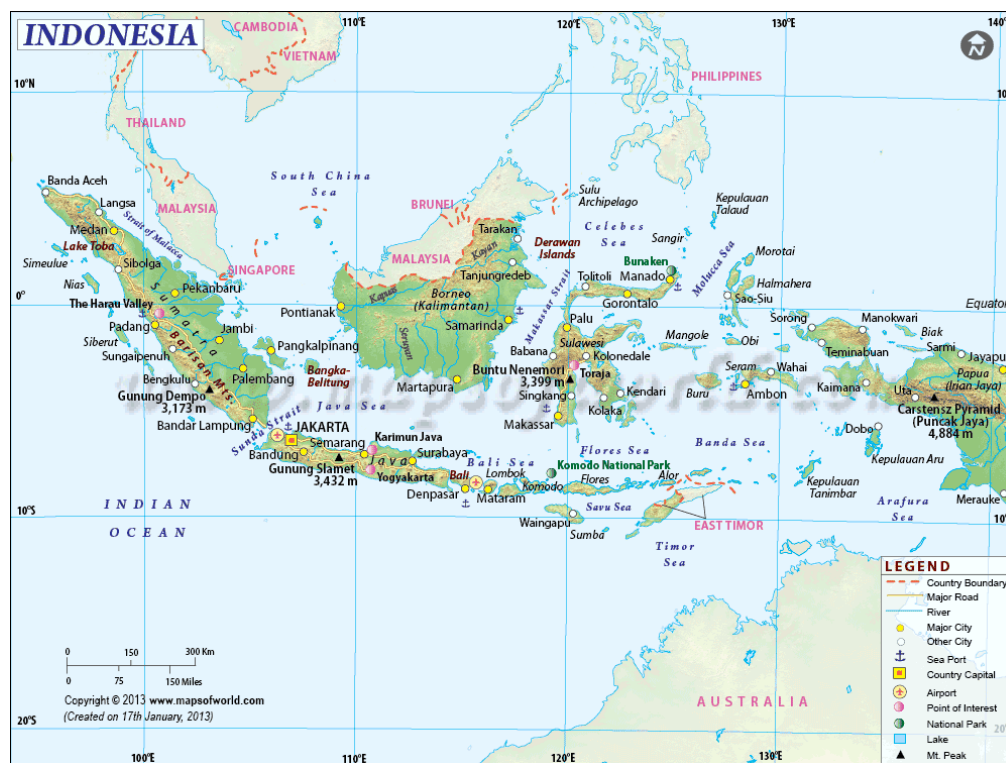 INDONESIA
110°E
120°E
130°E
140°
N
CAMBODIA
VIETNAM
PHILIPPINES
10°N
10
THAILAND
South China
Sea
Sulu
Archipelago
Banda Aceh
Langsa
Strait of Malacca
MALAYSIA
BRUNEI
Kepulauan
Talaud
Medan
Lake Toba
Tarakan
Kayan
Derawan
Islands
Celebes
Sea
Sangir
Molucca Sea
Morotai
Simeulue
Sibolga
SINGAPORE
MALAYSIA
Tanjungredeb
Bunaken
Manado
Tolitoli
Halmahera
Nias
Pekanbaru
Sumatra
Kapuas
Borneo
(Kalimantan)
Makassar Strait
Gorontalo
Sao-Siu
0°
Equator
The Harau Valley
Pontianak
Samarinda
Palu
Sorong
Manokwari
Padang
Jambi
Seruyan
Sulawesi
Mangole
Obi
Biak
Siberut
Barisan Mts
Sungaipenuh
Pangkalpinang
Babana
Kolonedale
Teminabuan
Sarmi
Jayapu
Bengkulu
Palembang
Bangka-
Belitung
Martapura
Buntu Nenemori
3,399 m
Toraja
Seram
Wahai
Papua
(Irian Jaya)
Gunung Dempo
3,173 m
Singkang
Kendari
Buru
Ambon
Kaimana
Uta
Carstensz Pyramid
(Puncak Jaya)
4,884 m
Bandar Lampung
Sunda Strait
Java Sea
Makassar
Kolaka
Dobo
JAKARTA
Semarang
Karimun Java
Surabaya
Bandung
Java
Gunung Slamet
3,432 m
Yogyakarta
Bali Sea
Bali
Lombok
Flores Sea
Komodo National Park
Banda Sea
Kepulauan Aru
Denpasar
Mataram
Komodo
Flores
Alor
Kepulauan
Tanimbar
Merauke
INDIAN
OCEAN
10°S
10
Waingapu
Sumba
Savu Sea
EAST TIMOR
Arafura
Sea
Timor
Sea
LEGEND
Country Boundary
Major Road
River
Major City
Other City
Sea Port
Country Capital
Airport
Point of Interest
National Park
Lake
Mt. Peak
0 150 300 Km
0 75 150 Miles
Copyright © 2013 www.mapsofworld.com
(Created on 17th January, 2013)
AUSTRALIA
20°S
20°
100°E
110°E
120°E
130°E